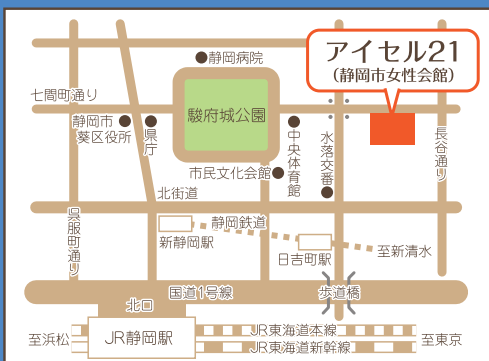 アイセル21
(静岡市女性会館)
静岡病院
七間町通り
静岡市
葵区役所
県庁
駿府城公園
中央体育館
水落交番
長谷通り
市民文化会館
北街道
呉服町通り
静岡鉄道
新静岡駅
日吉町駅
至新清水
国道1号線
歩道橋
北口
至浜松
JR静岡駅
JR東海道本線
JR東海道新幹線
至東京